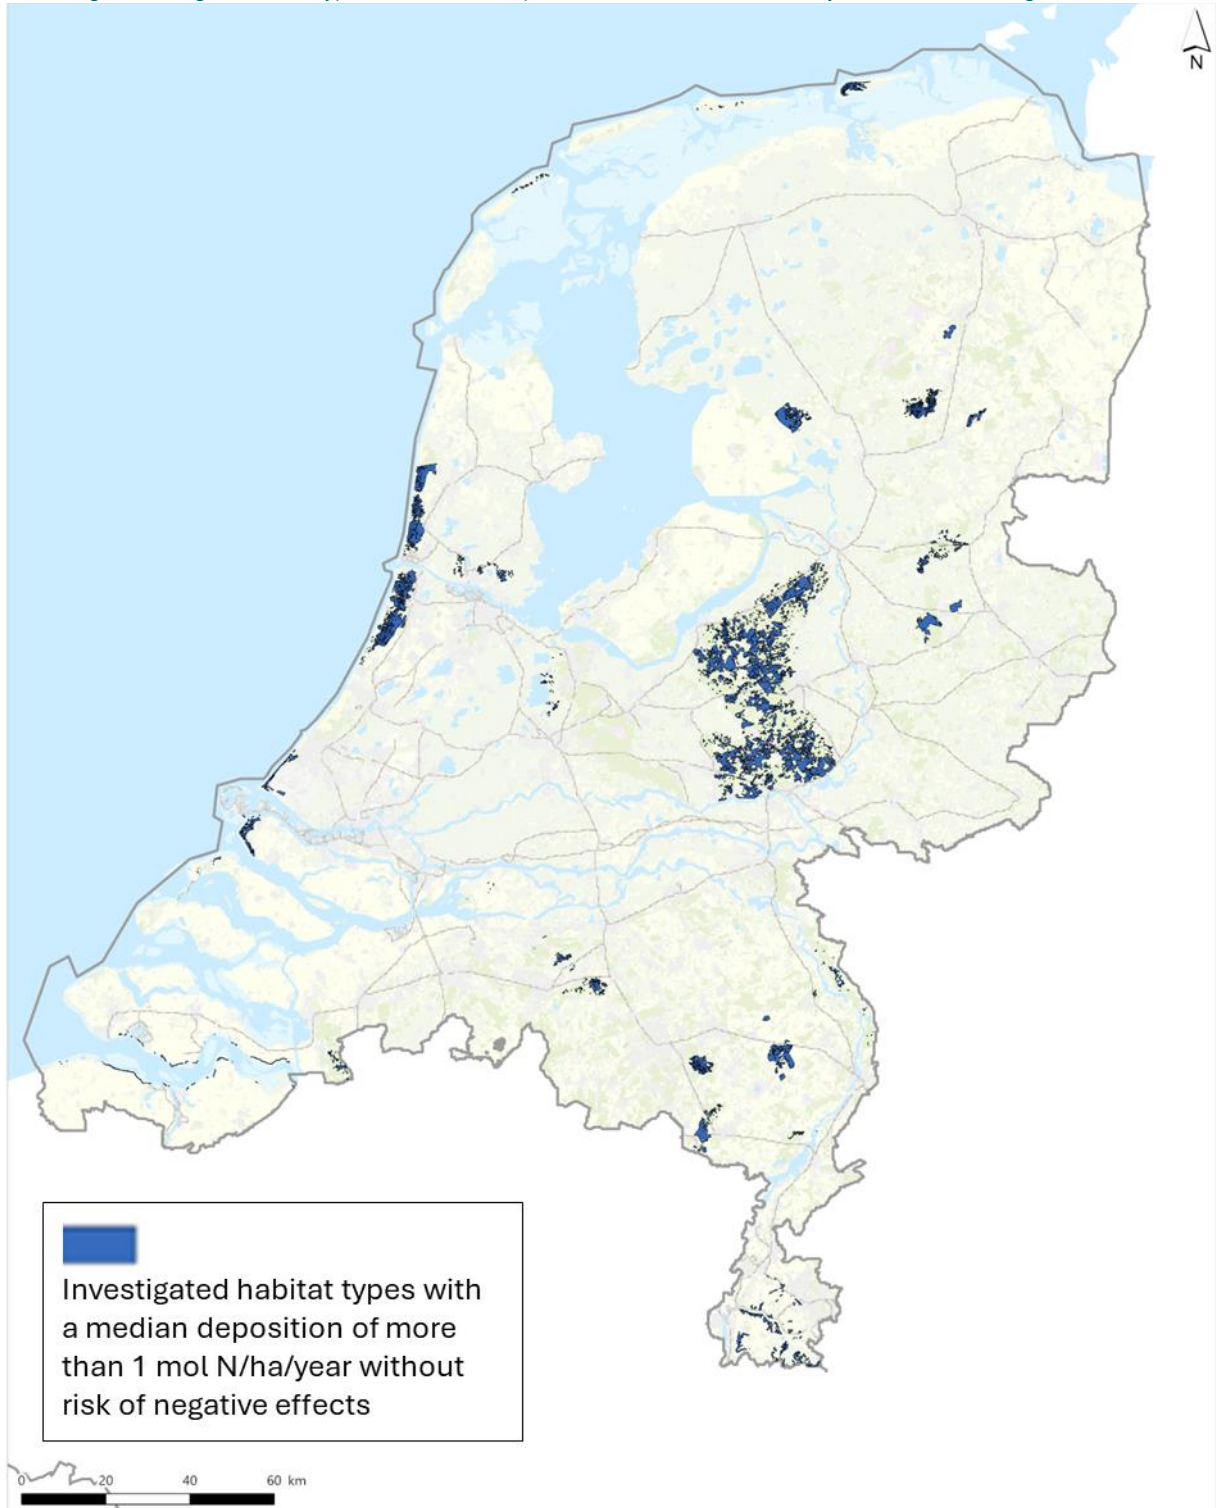 N
Investigated habitat types with
a median deposition of more
than 1 mol N/ha/year without
risk of negative effects
0 20 40 60 km